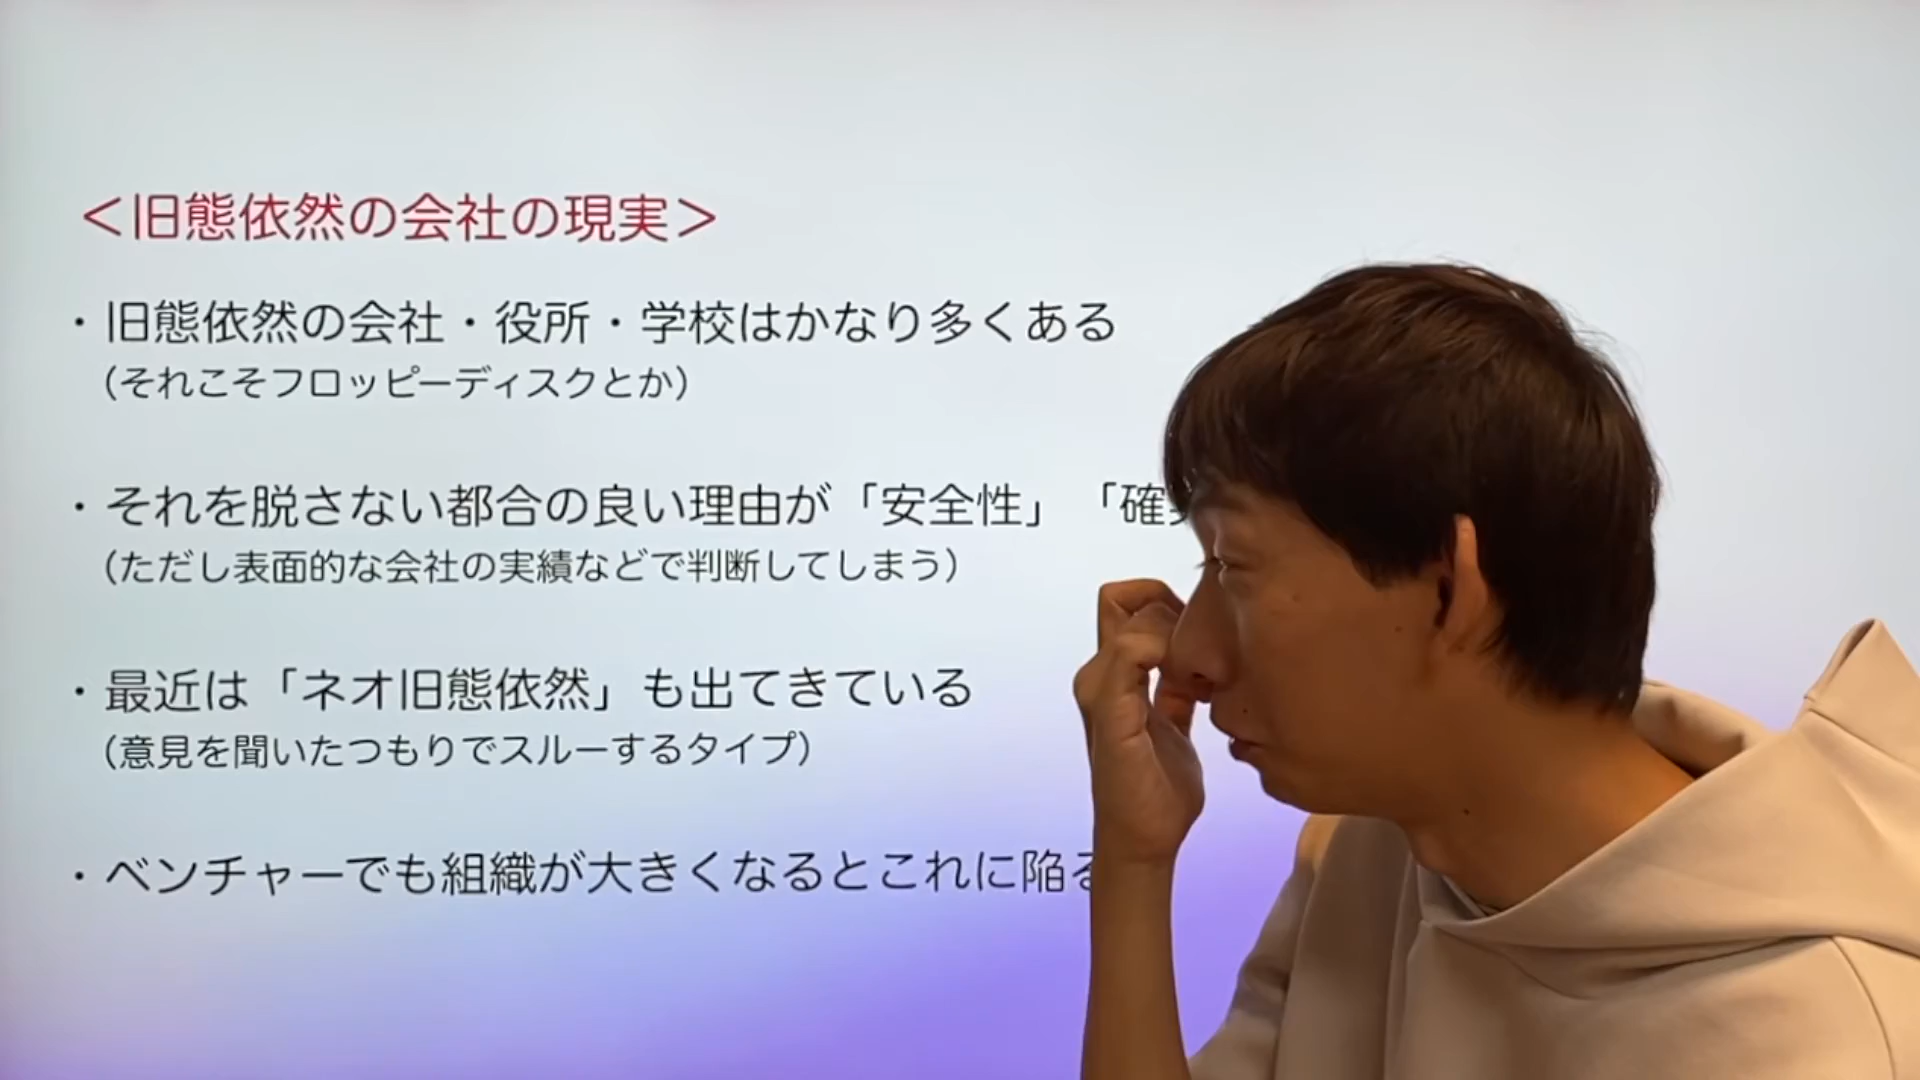 ＜旧態依然の会社の現実＞
・旧態依然の会社・役所・学校はかなり多くある
（それこそフロッピーディスクとか）
・それを脱さない都合の良い理由が「安全性」「確
（ただし表面的な会社の実績などで判断してしまう）
・最近は「ネオ旧態依然」も出てきている
（意見を聞いたつもりでスルーするタイプ）
・ベンチャーでも組織が大きくなるとこれに陥る